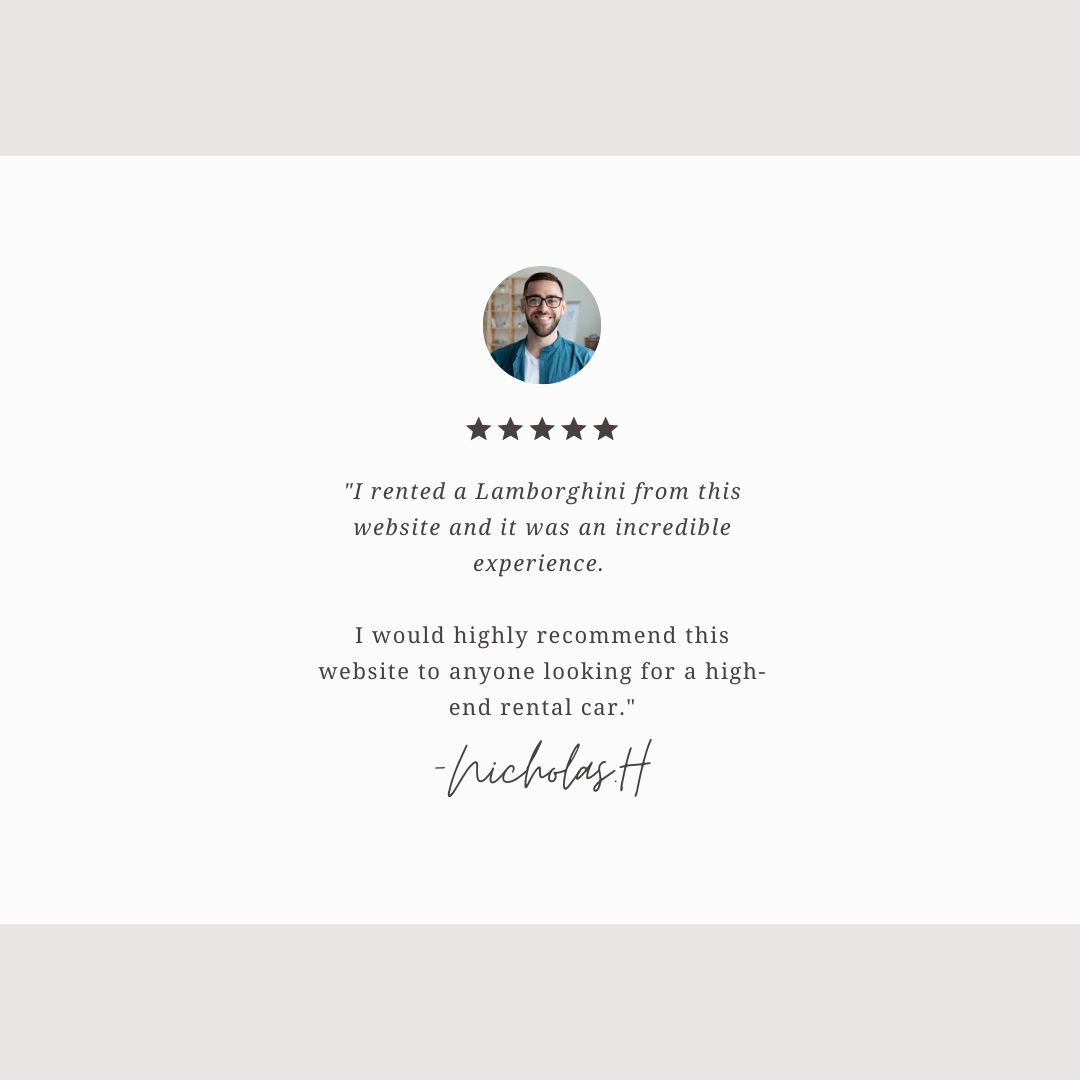 "I rented a Lamborghini from this
website and it was an incredible
experience.
I would highly recommend this
website to anyone looking for a high-
end rental car."
-Nicholas.H